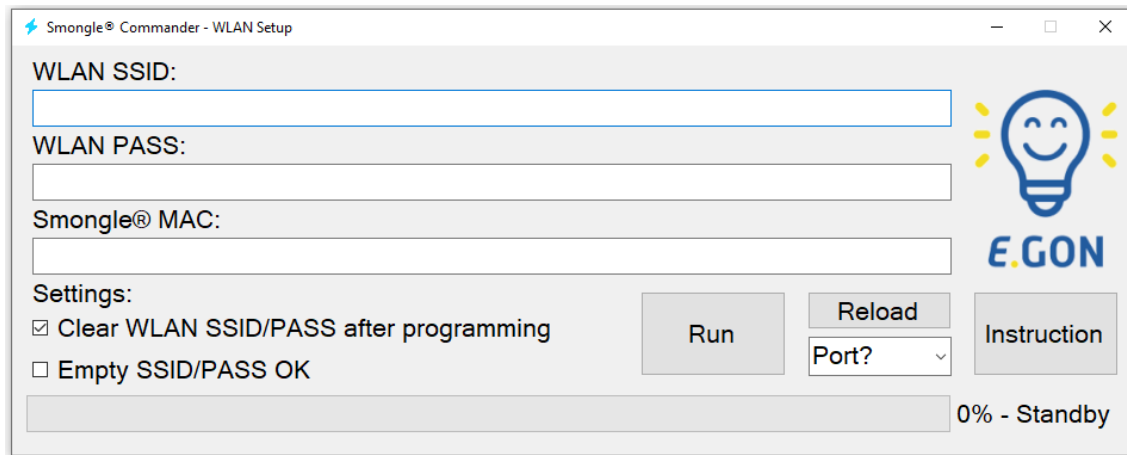 Smongle® Commander - WLAN Setup
WLAN SSID:
WLAN PASS:
Smongle® MAC:
E.GON
Settings:
Clear WLAN SSID/PASS after programming
Empty SSID/PASS OK
Run
Reload
Port?
Instruction
0% - Standby